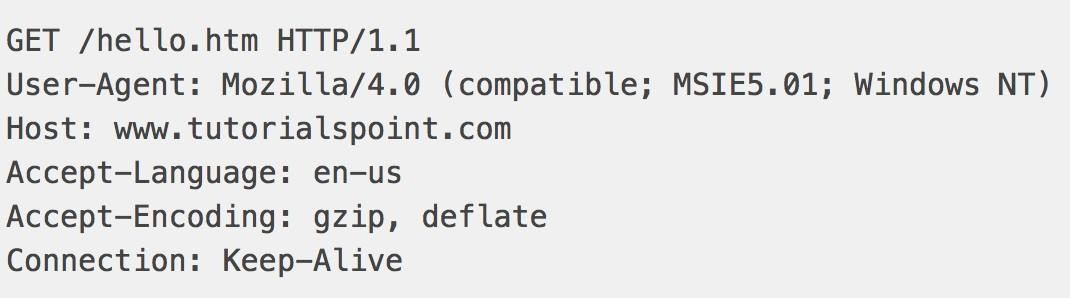 GET /hello.htm HTTP/1.1
User-Agent: Mozilla/4.0 (compatible; MSIE5.01; Windows NT)
Host: www.tutorialspoint.com
Accept-Language: en-us
Accept-Encoding: gzip, deflate
Connection: Keep-Alive